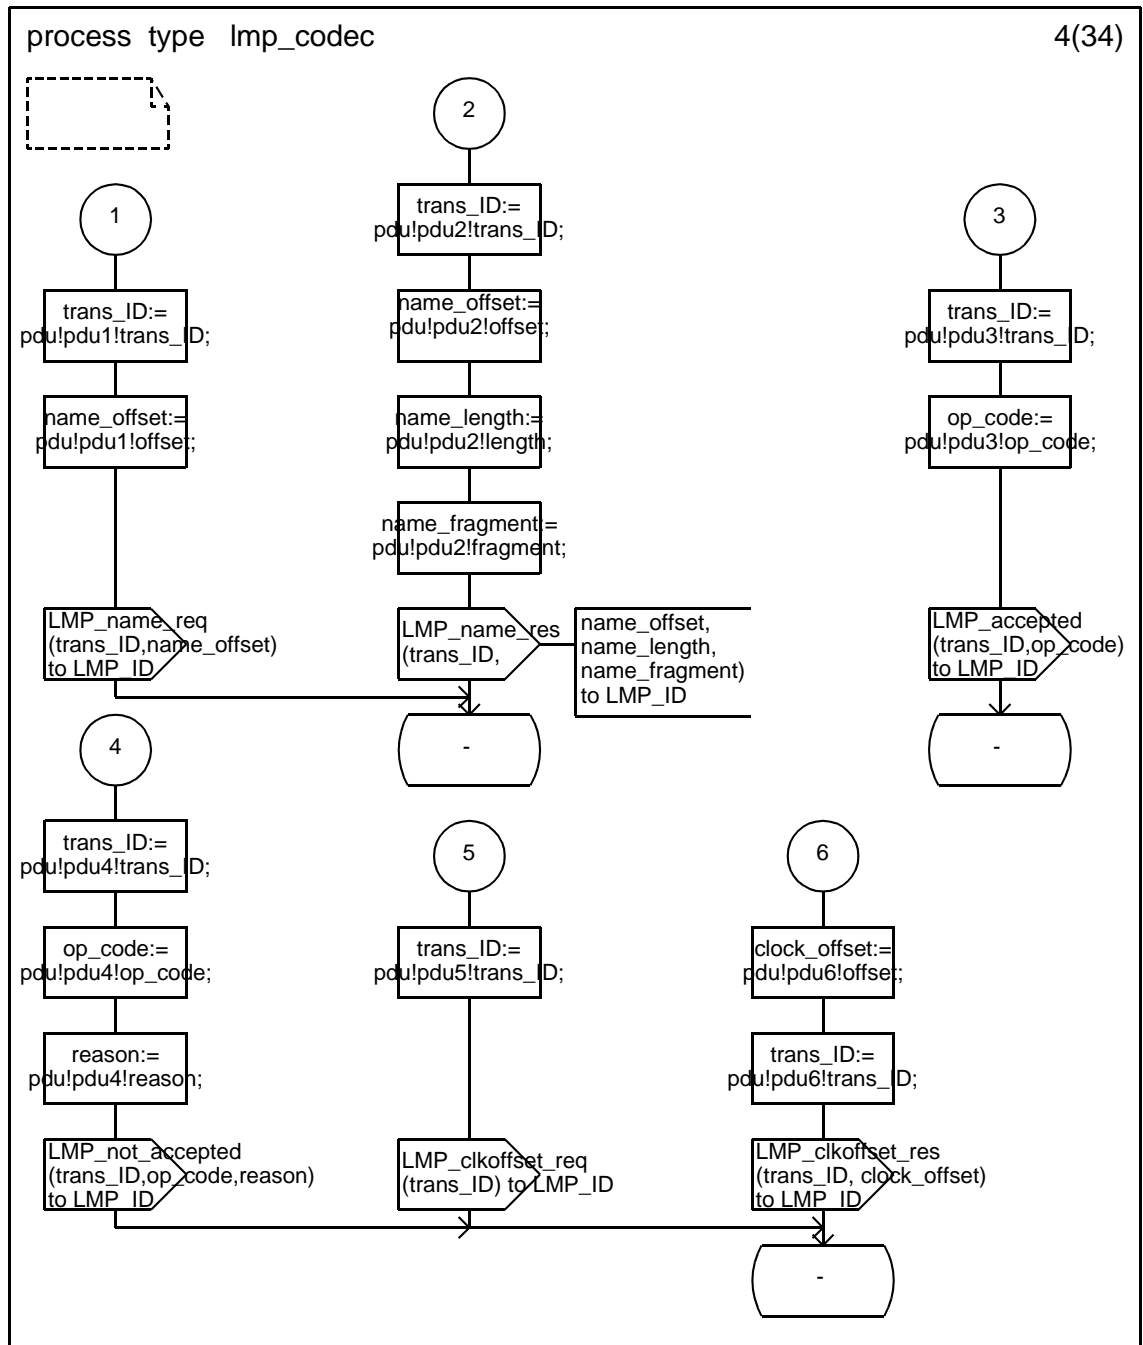 process type lmp_codec 4(34)
2
trans_ID:=
pdu!pdu2!trans_ID;
name_offset:=
pdu!pdu2!offset;
name_length:=
pdu!pdu2!length;
name_fragment:=
pdu!pdu2!fragment;
LMP_name_res
(trans_ID,
name_offset,
name_length,
name_fragment)
to LMP_ID
-
1
trans_ID:=
pdu!pdu1!trans_ID;
name_offset:=
pdu!pdu1!offset;
LMP_name_req
(trans_ID,name_offset)
to LMP_ID
3
trans_ID:=
pdu!pdu3!trans_ID;
op_code:=
pdu!pdu3!op_code;
LMP_accepted
(trans_ID,op_code)
to LMP_ID
-
4
trans_ID:=
pdu!pdu4!trans_ID;
op_code:=
pdu!pdu4!op_code;
reason:=
pdu!pdu4!reason;
LMP_not_accepted
(trans_ID,op_code,reason)
to LMP_ID
5
trans_ID:=
pdu!pdu5!trans_ID;
LMP_clkoffset_req
(trans_ID) to LMP_ID
6
clock_offset:=
pdu!pdu6!offset;
trans_ID:=
pdu!pdu6!trans_ID;
LMP_clkoffset_res
(trans_ID, clock_offset)
to LMP_ID
-